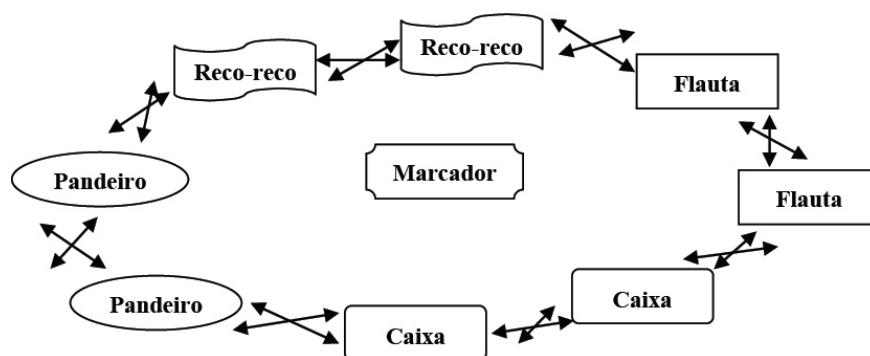 Reco-reco
Reco-reco
Flauta
Marcador
Pandeiro
Flauta
Pandeiro
Caixa
Caixa